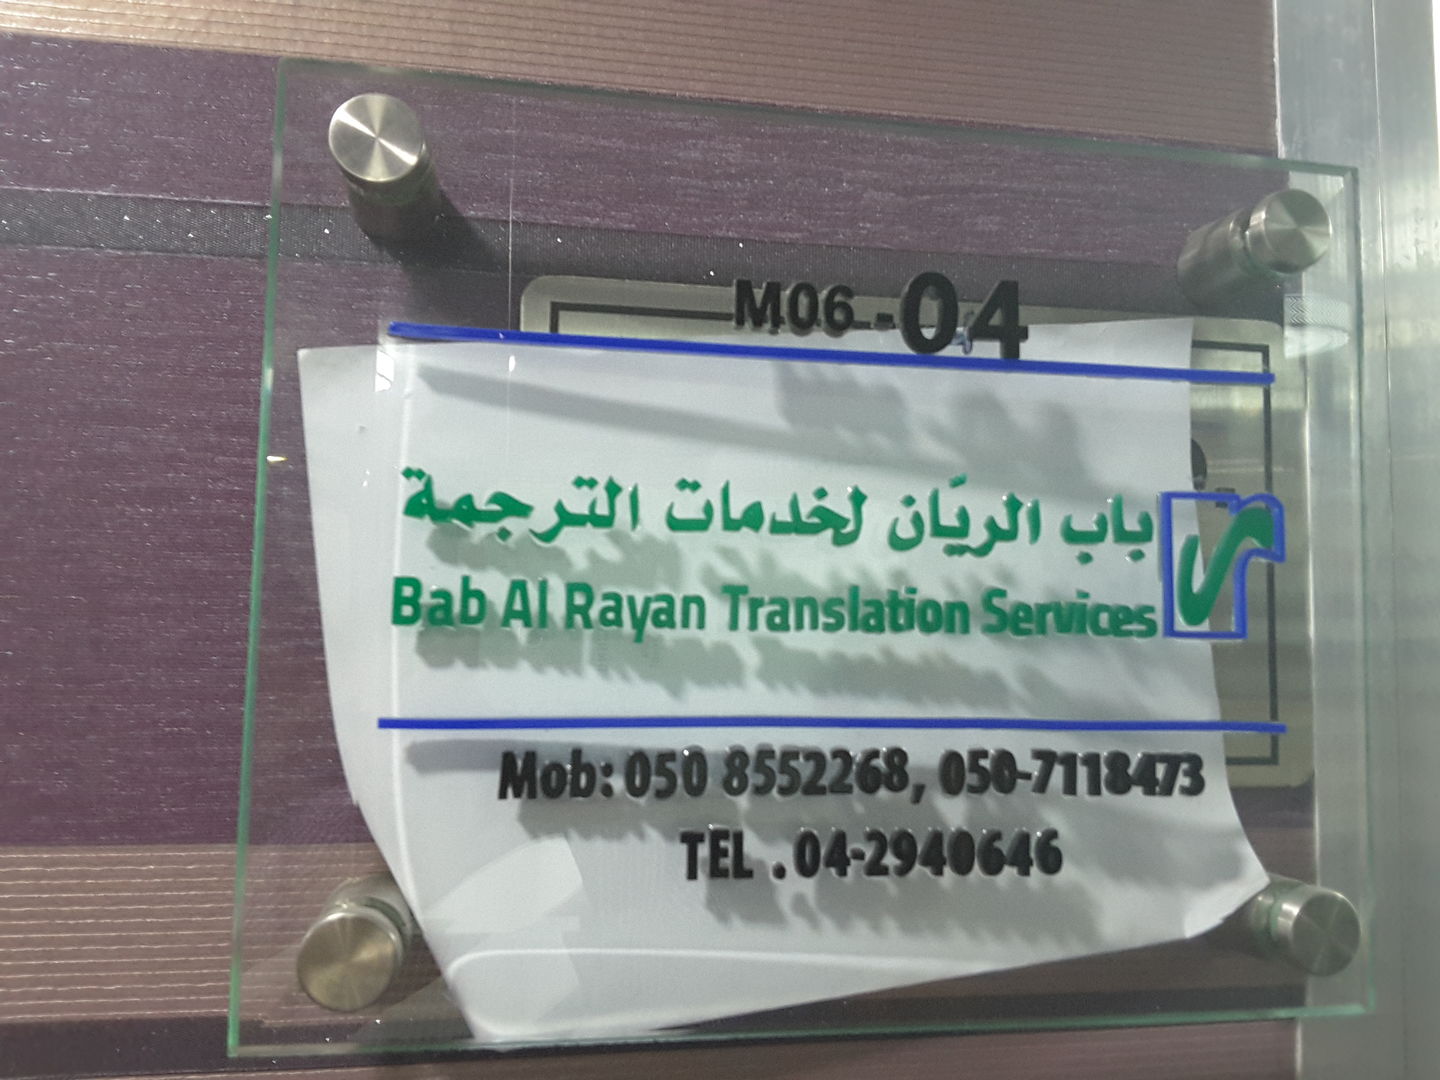 M06-04
باب الريّان لخدمات الترجمة
Bab Al Rayan Translation Services
Mob: 050 8552268, 050-7118473
TEL . 04-2940646